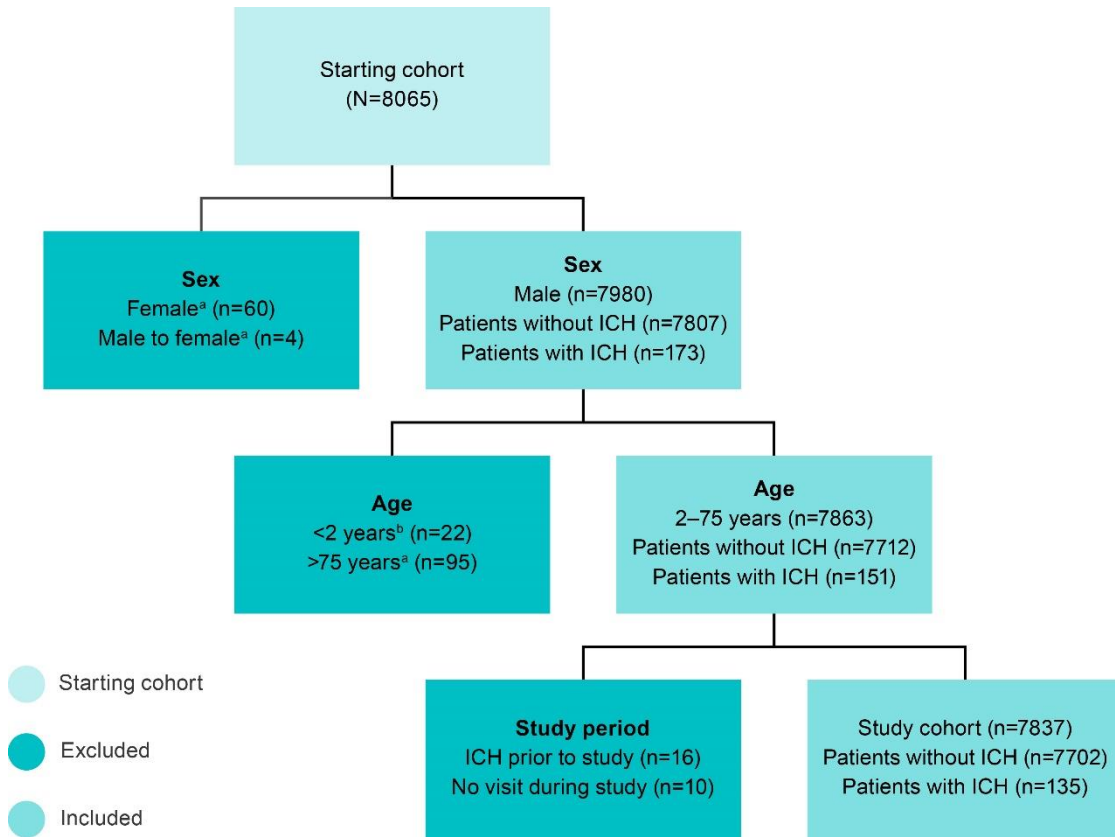 Starting cohort
(N=8065)
Sex
Femaleᵃ (n=60)
Male to femaleᵃ (n=4)
Sex
Male (n=7980)
Patients without ICH (n=7807)
Patients with ICH (n=173)
Age
<2 yearsᵇ (n=22)
>75 yearsᵃ (n=95)
Age
2–75 years (n=7863)
Patients without ICH (n=7712)
Patients with ICH (n=151)
Study period
ICH prior to study (n=16)
No visit during study (n=10)
Study cohort (n=7837)
Patients without ICH (n=7702)
Patients with ICH (n=135)
Starting cohort
Excluded
Included